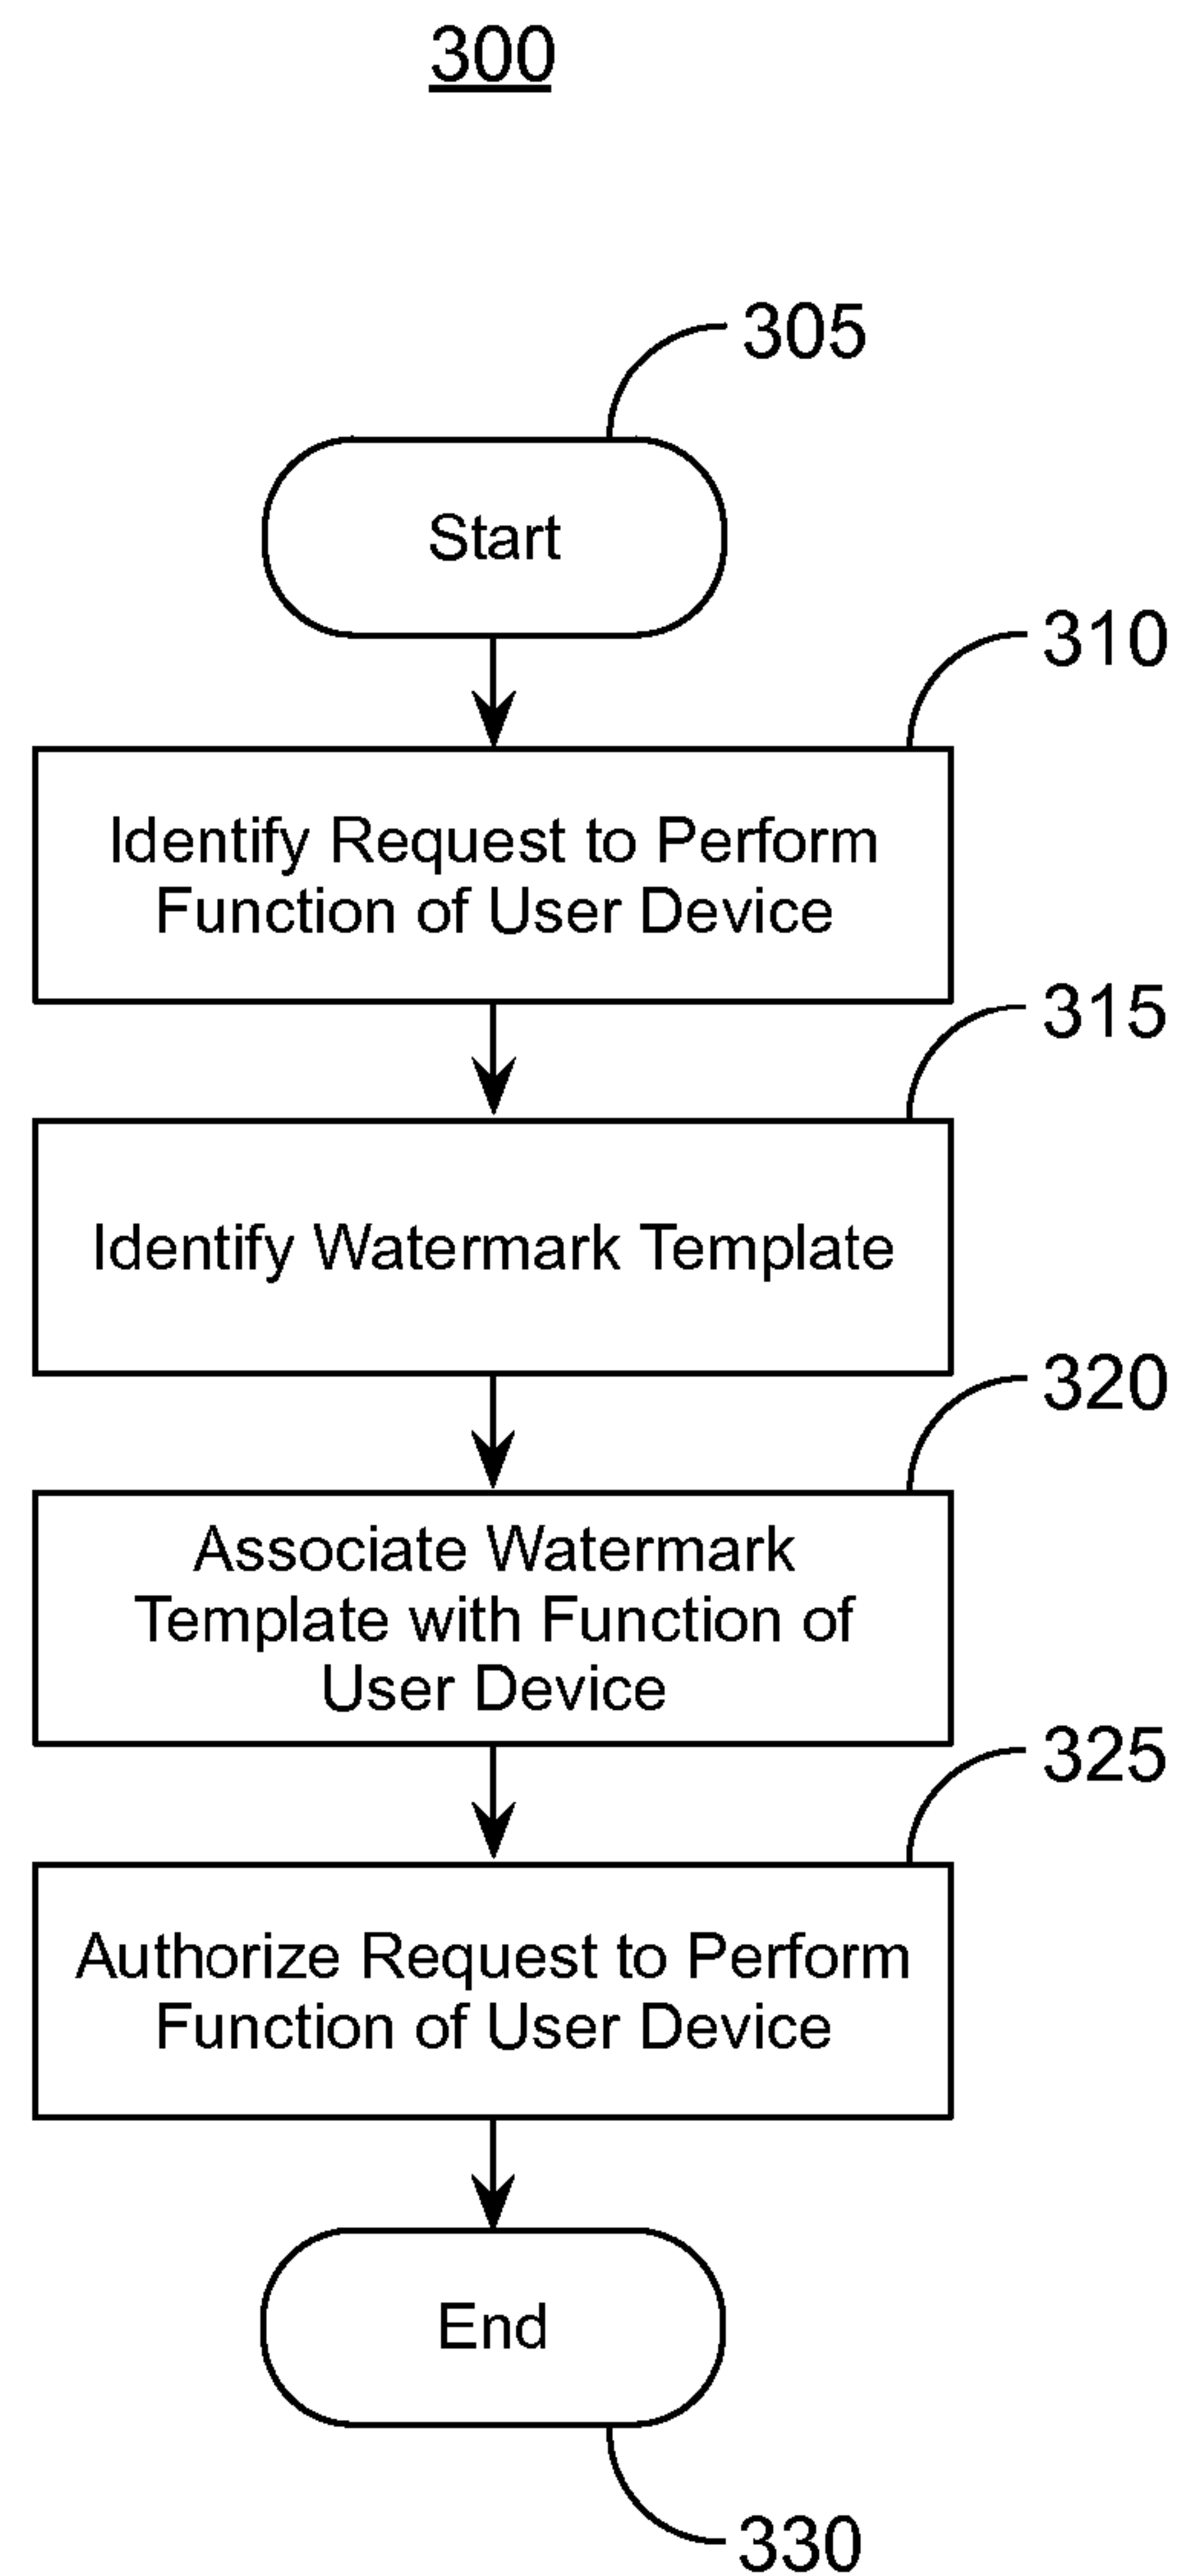 300
305
Start
310
Identify Request to Perform
Function of User Device
315
Identify Watermark Template
320
Associate Watermark
Template with Function of
User Device
325
Authorize Request to Perform
Function of User Device
End
330